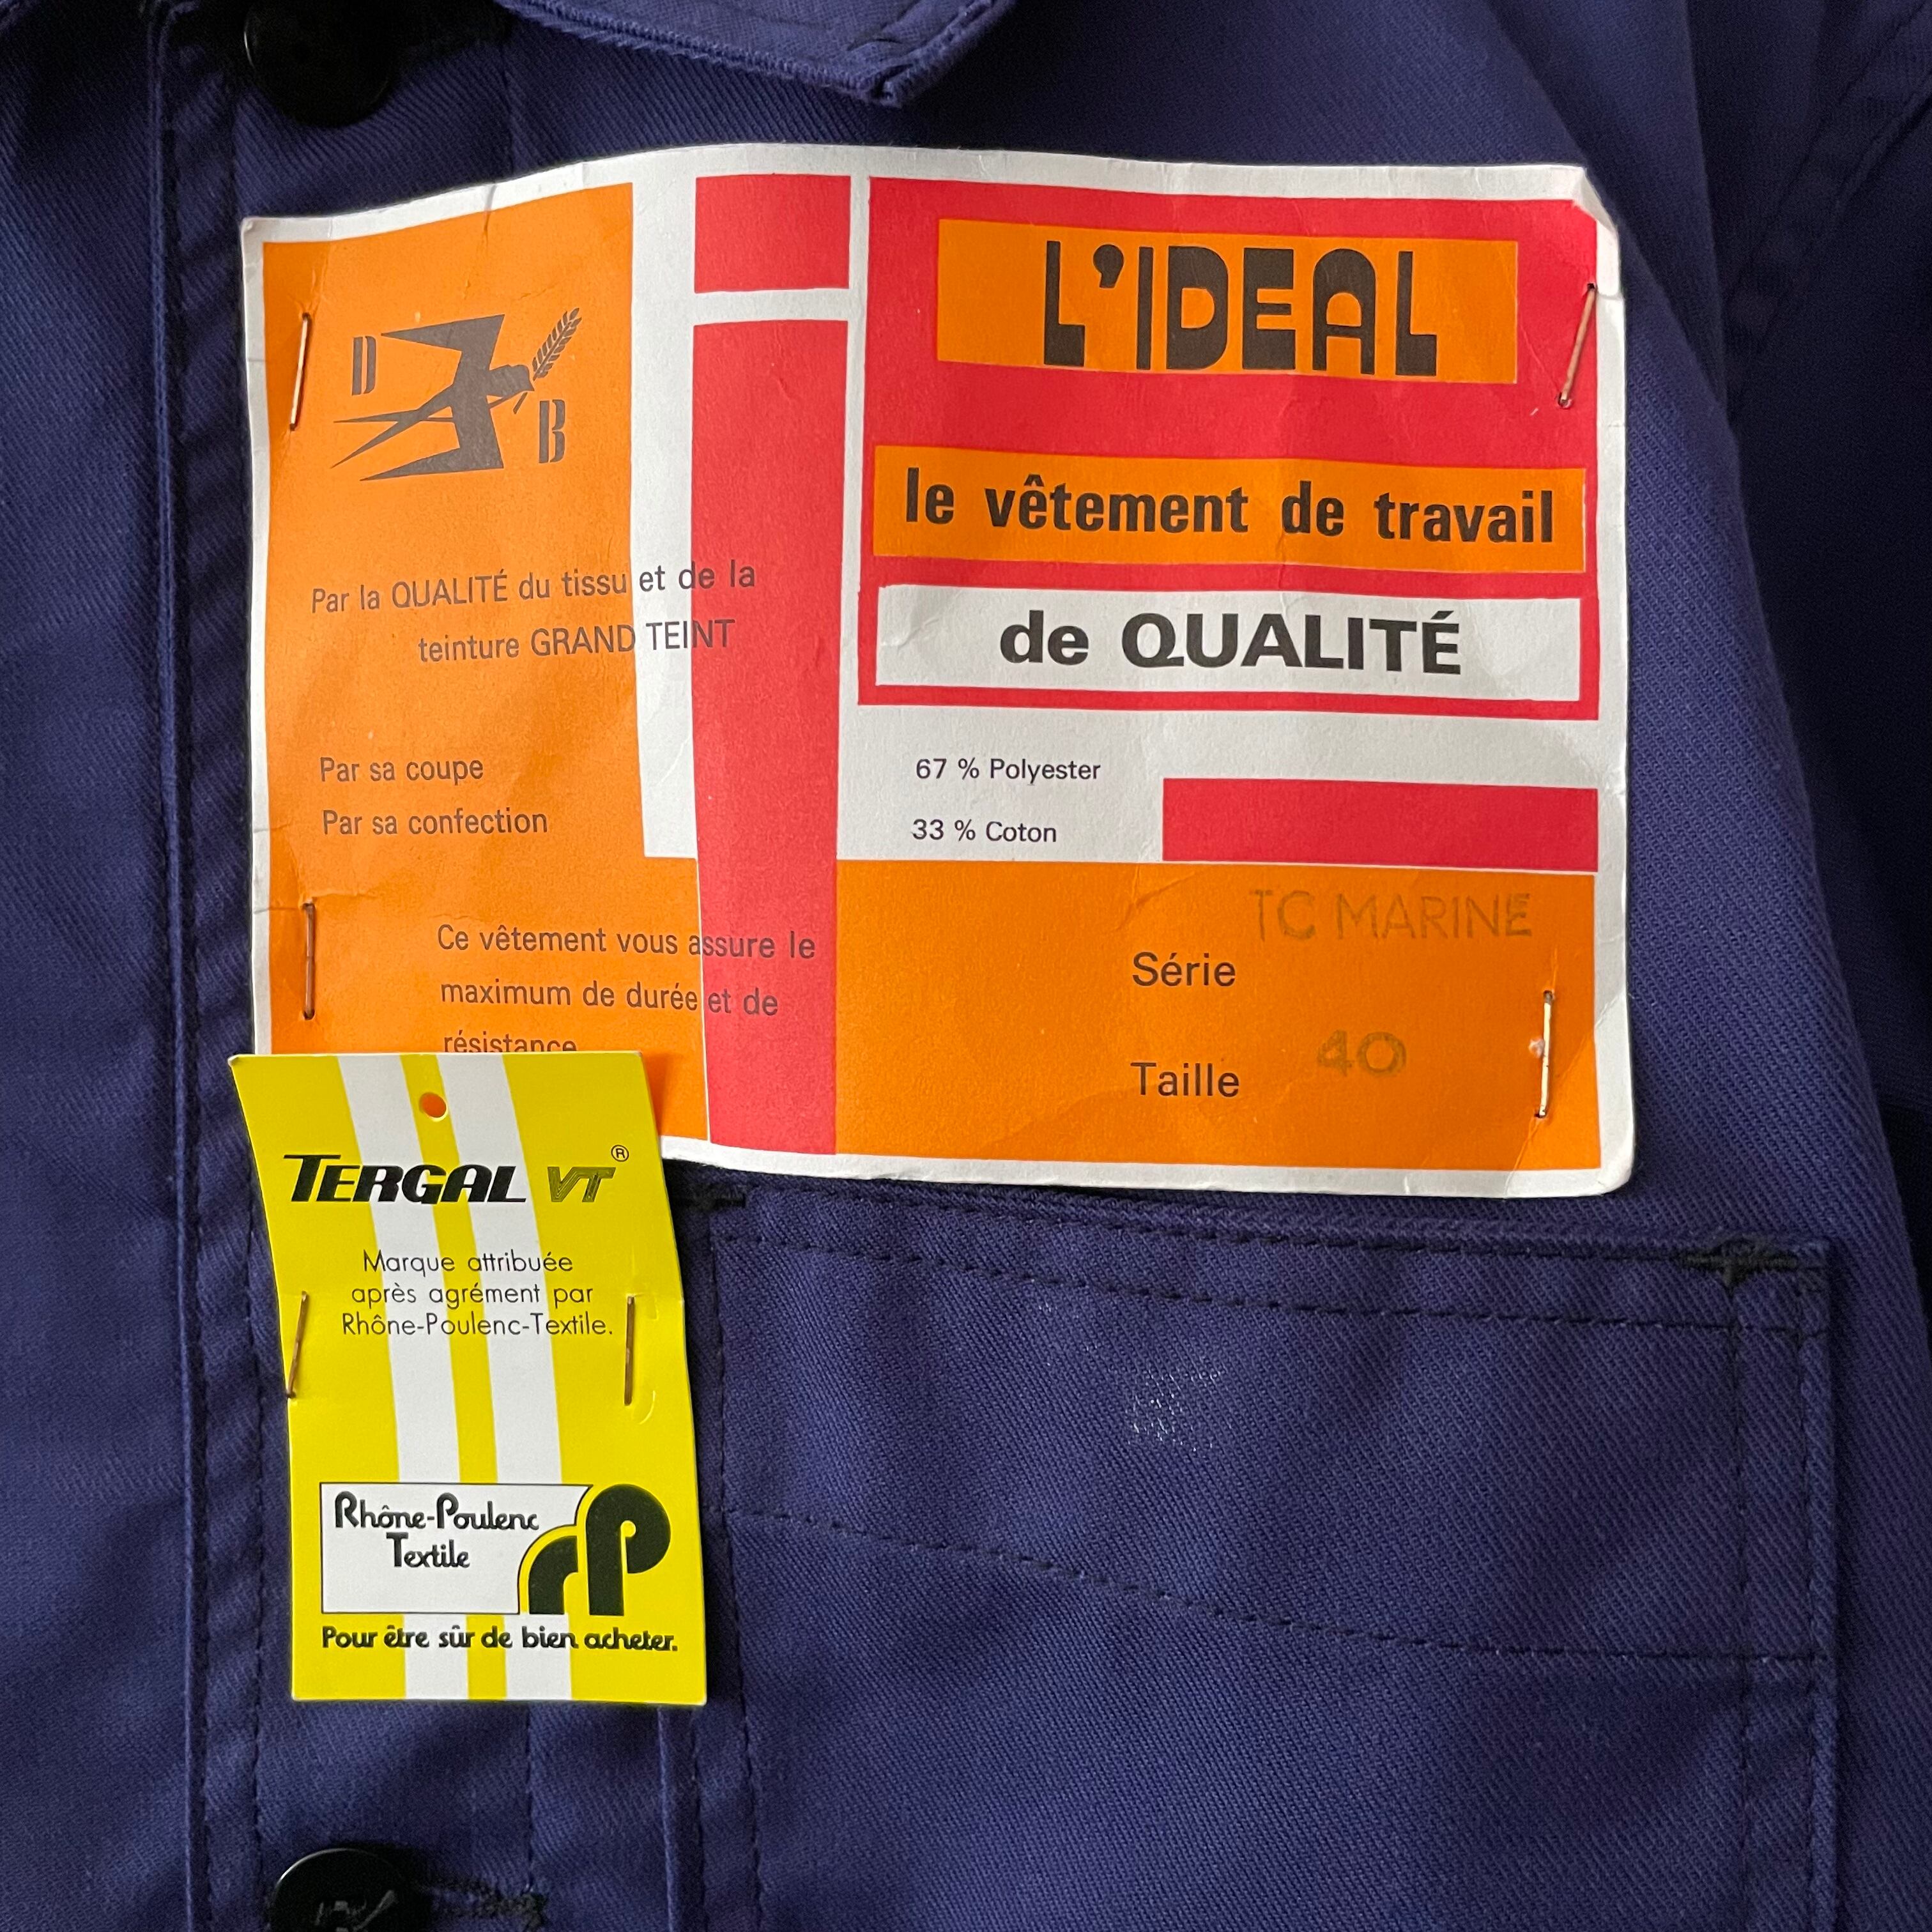 D
B
Par la QUALITÉ du tissu et de la
teinture GRAND TEINT
Par sa coupe
Par sa confection
Ce vêtement vous assure le
maximum de durée et de
résistance
L'IDEAL
le vêtement de travail
de QUALITÉ
67 % Polyester
33 % Coton
TC MARINE
Série
40
Taille
TERGAL VT ®
Marque attribuée
après agrément par
Rhône-Poulenc-Textile.
Rhône-Poulenc
Textile
rP
Pour être sûr de bien acheter.